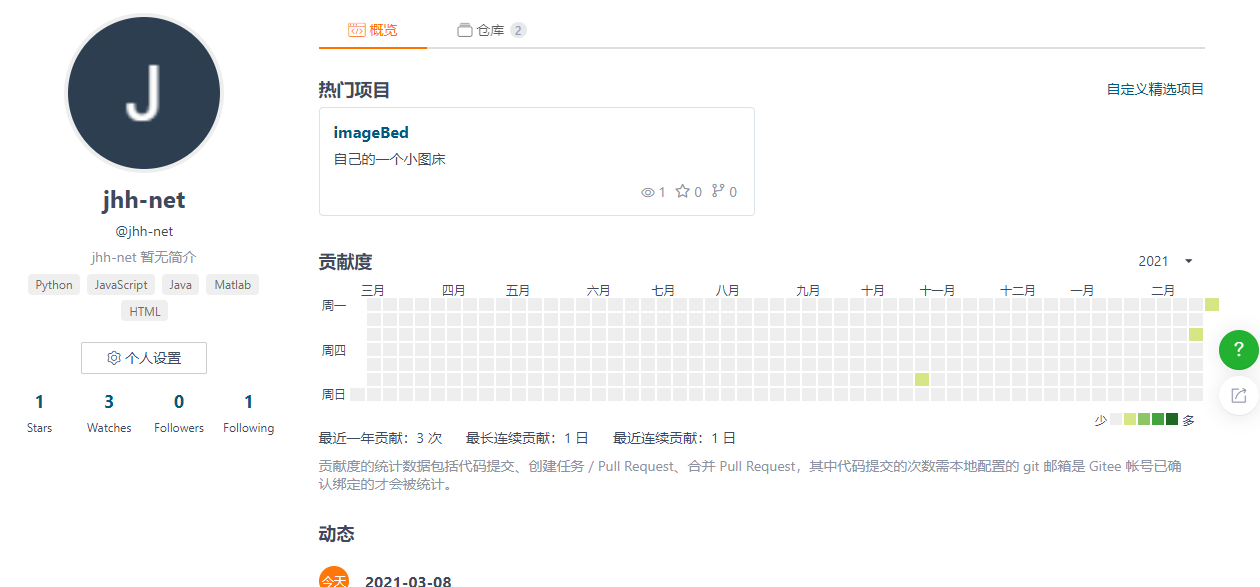 J
jhh-net
@jhh-net
jhh-net 暂无简介
Python JavaScript Java Matlab
HTML
个人设置
1 3 0 1
Stars Watches Followers Following
概览 仓库 2
热门项目 自定义精选项目
imageBed
自己的一个小图床
1 0 0
贡献度 2021
三月 四月 五月 六月 七月 八月 九月 十月 十一月 十二月 一月 二月
周一
周四
周日
少 多
最近一年贡献：3 次 最长连续贡献：1 日 最近连续贡献：1 日
贡献度的统计数据包括代码提交、创建任务 / Pull Request、合并 Pull Request，其中代码提交的次数需本地配置的 git 邮箱是 Gitee 帐号已确
认绑定的才会被统计。
动态
今天 2021-03-08
?